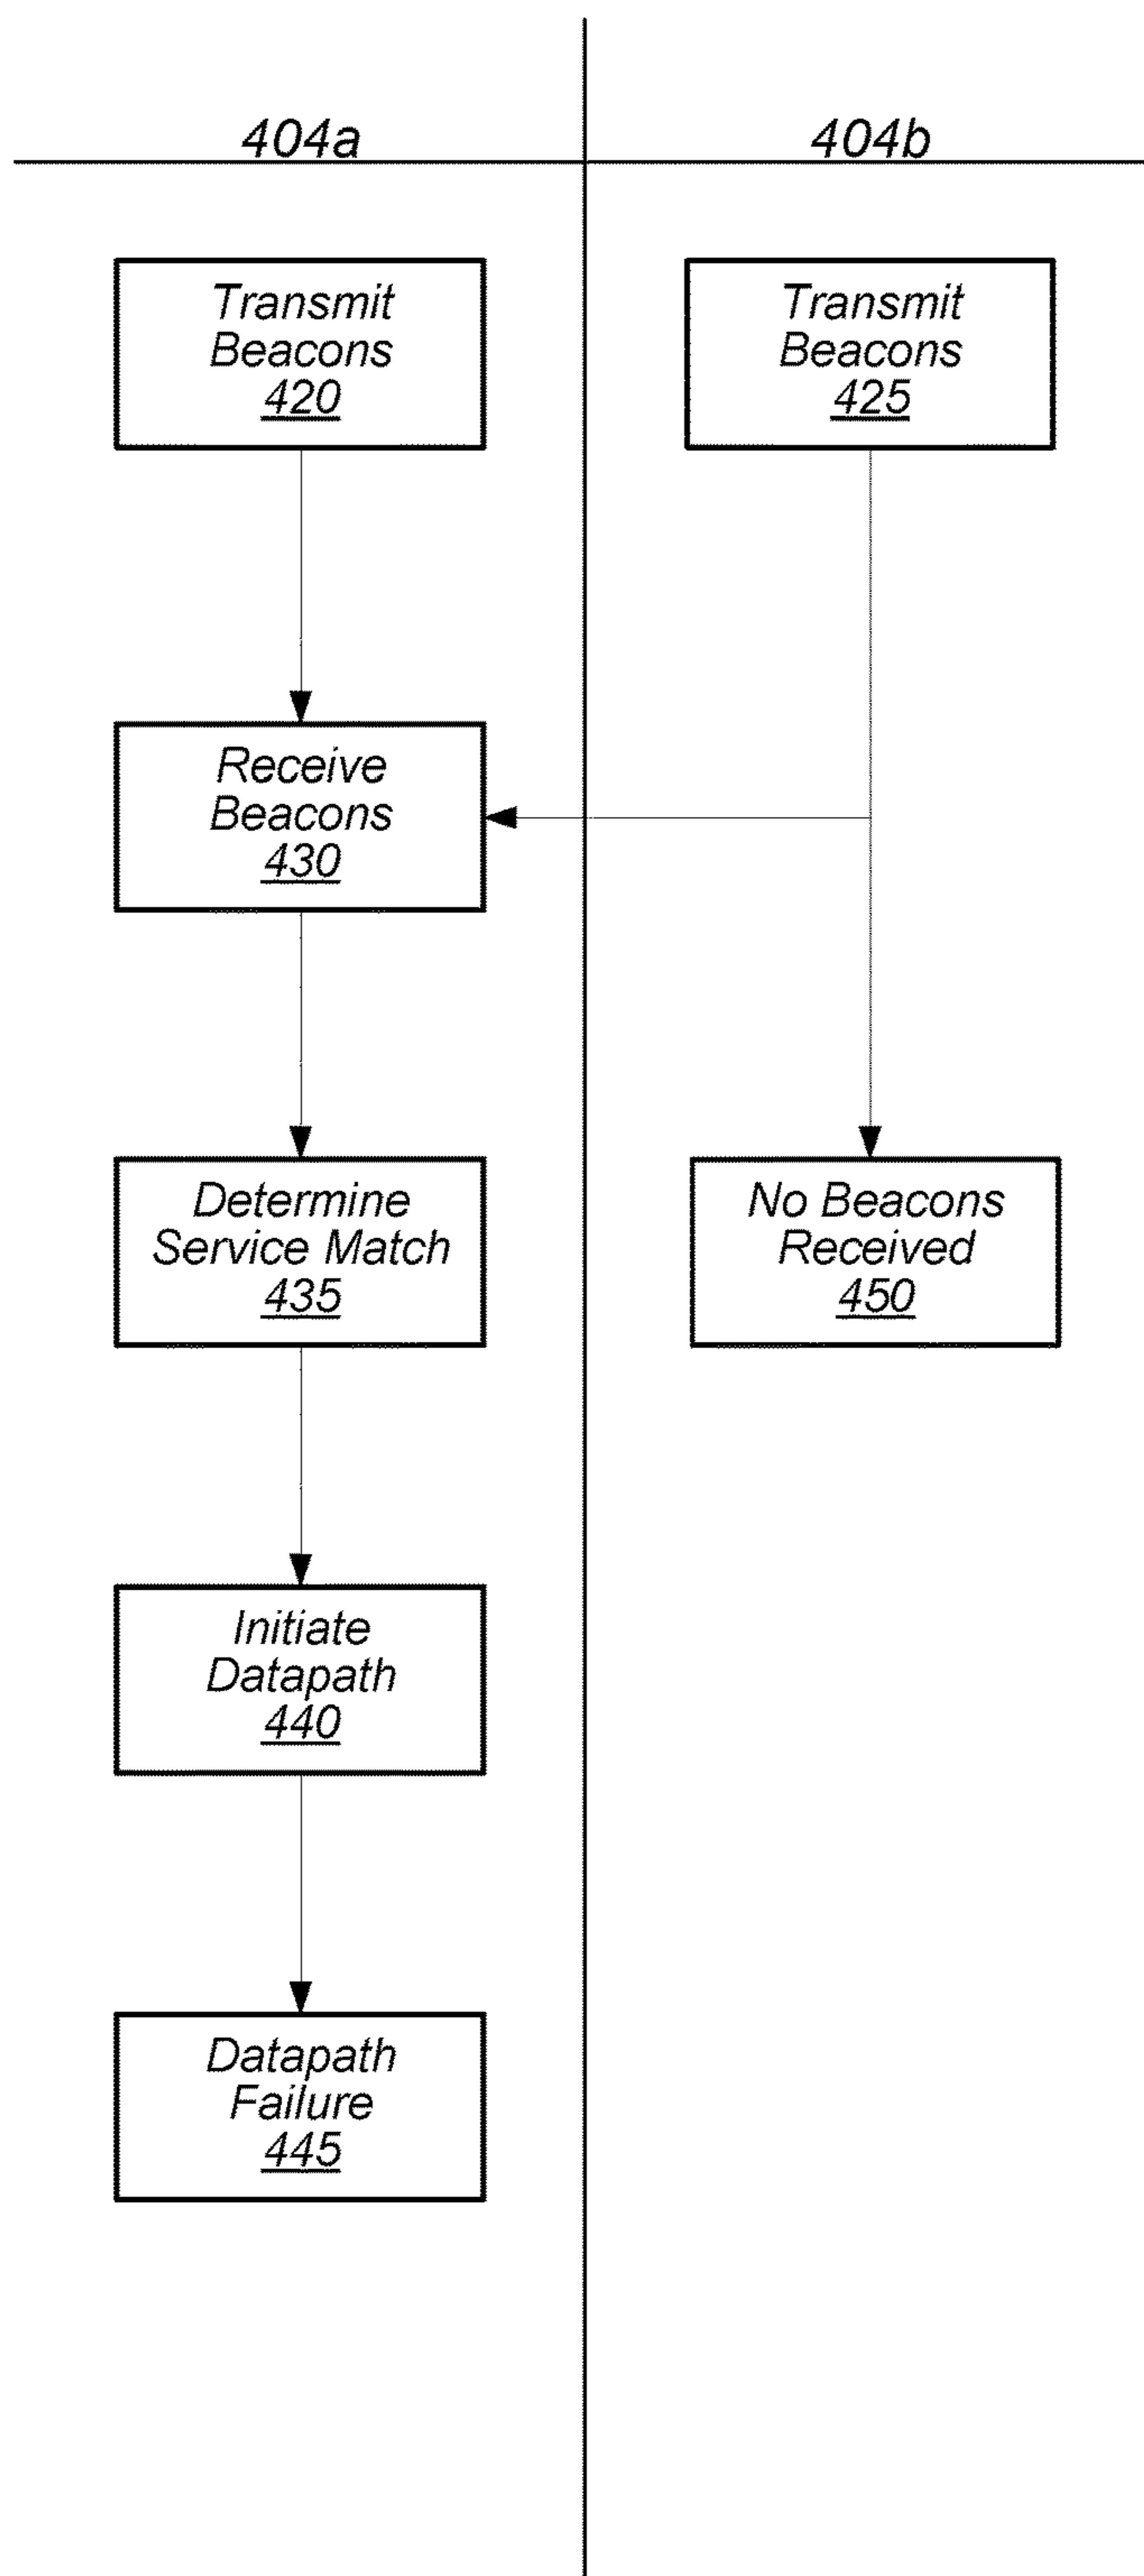 404a
404b
Transmit
Beacons
420
Transmit
Beacons
425
Receive
Beacons
430
Determine
Service Match
435
No Beacons
Received
450
Initiate
Datapath
440
Datapath
Failure
445